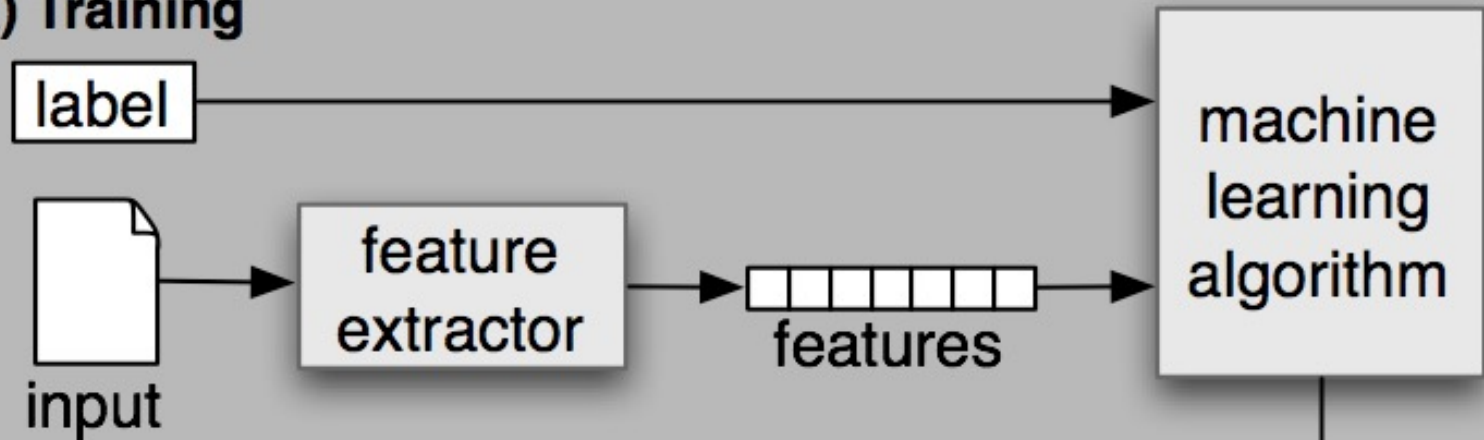 ) Training
label
machine
learning
algorithm
feature
extractor
features
input